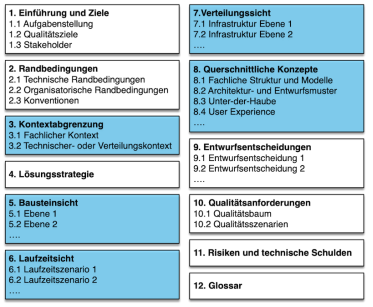 1. Einführung und Ziele
1.1 Aufgabenstellung
1.2 Qualitätsziele
1.3 Stakeholder
2. Randbedingungen
2.1 Technische Randbedingungen
2.2 Organisatorische Randbedingungen
2.3 Konventionen
3. Kontextabgrenzung
3.1 Fachlicher Kontext
3.2 Technischer- oder Verteilungskontext
4. Lösungsstrategie
5. Bausteinsicht
5.1 Ebene 1
5.2 Ebene 2
....
6. Laufzeitsicht
6.1 Laufzeitszenario 1
6.2 Laufzeitszenario 2
....
7.Verteilungssicht
7.1 Infrastruktur Ebene 1
7.2 Infrastruktur Ebene 2
....
8. Querschnittliche Konzepte
8.1 Fachliche Struktur und Modelle
8.2 Architektur- und Entwurfsmuster
8.3 Unter-der-Haube
8.4 User Experience
....
9. Entwurfsentscheidungen
9.1 Entwurfsentscheidung 1
9.2 Entwurfsentscheidung 2
....
10. Qualitätsanforderungen
10.1 Qualitätsbaum
10.2 Qualitätsszenarien
11. Risiken und technische Schulden
12. Glossar